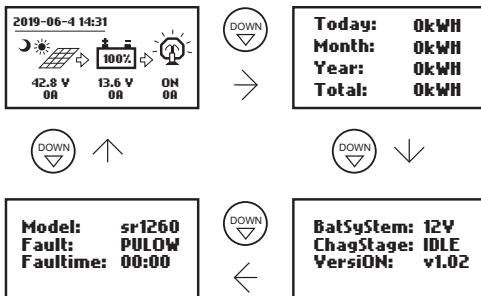 2019-06-4 14:31
100%
42.8 V 13.6 V ON
0A 0A 0A
DOWN
Today: 0kWH
Month: 0kWH
Year: 0kWH
Total: 0kWH
DOWN
DOWN
Model: sr1260
Fault: PULOW
Faultime: 00:00
DOWN
BatSyStem: 12V
ChagStage: IDLE
VersiON: v1.02